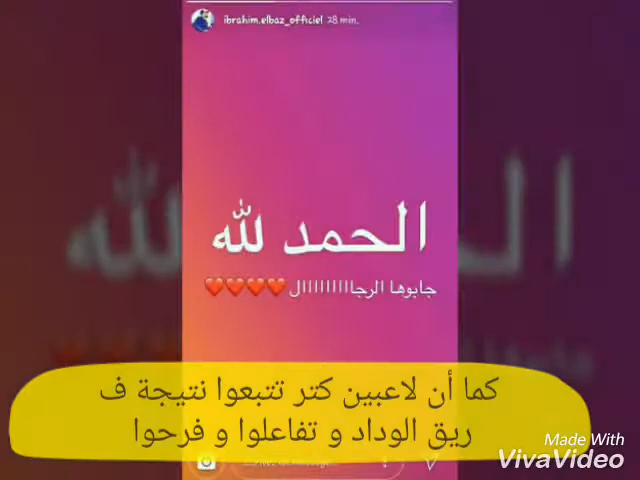 ibrahim.elbaz_officiel 28 min.
الحمد لله
جابوها الرجااااااااال❤❤❤❤
كما أن لاعبين كتر تتبعوا نتيجة ف
ريق الوداد و تفاعلوا و فرحوا
Made With
VivaVideo